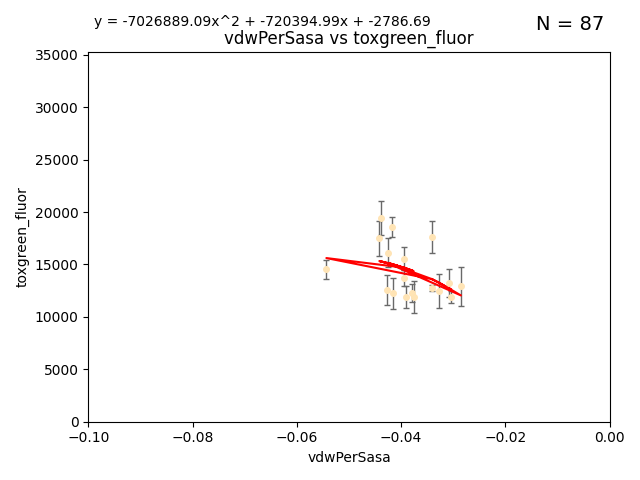 y = -7026889.09x^2 + -720394.99x + -2786.69
N = 87
vdwPerSasa vs toxgreen_fluor
35000
30000
25000
20000
15000
10000
5000
0
toxgreen_fluor
−0.10
−0.08
−0.06
−0.04
−0.02
0.00
vdwPerSasa